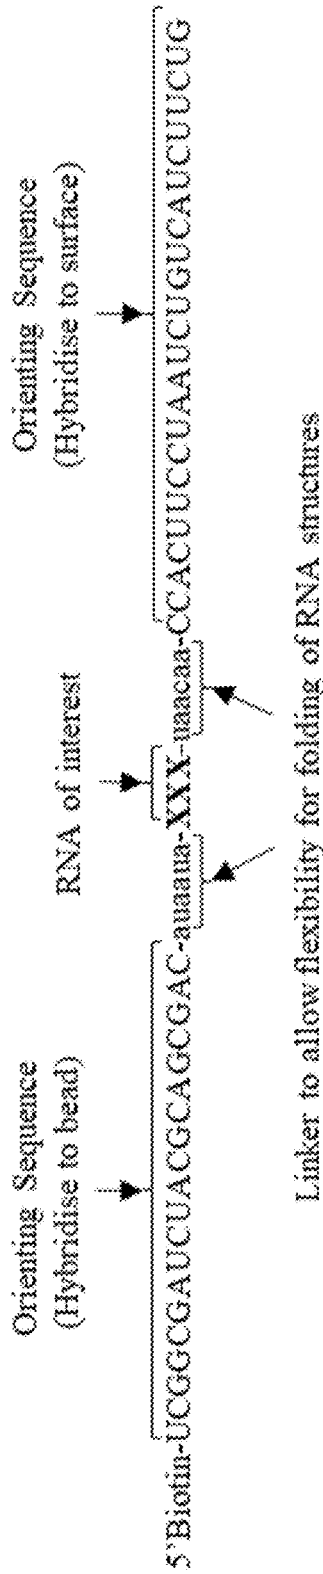 Orienting Sequence
(Hybridise to bead)
RNA of interest
Orienting Sequence
(Hybridise to surface)
5'Biotin-UCGGCGAUCUACGCAGCGAC-auaaua-XXX-uaacaa-CCACUUCCUAAUCUGUCAUCUUCUG
Linker to allow flexibility for folding of RNA structures